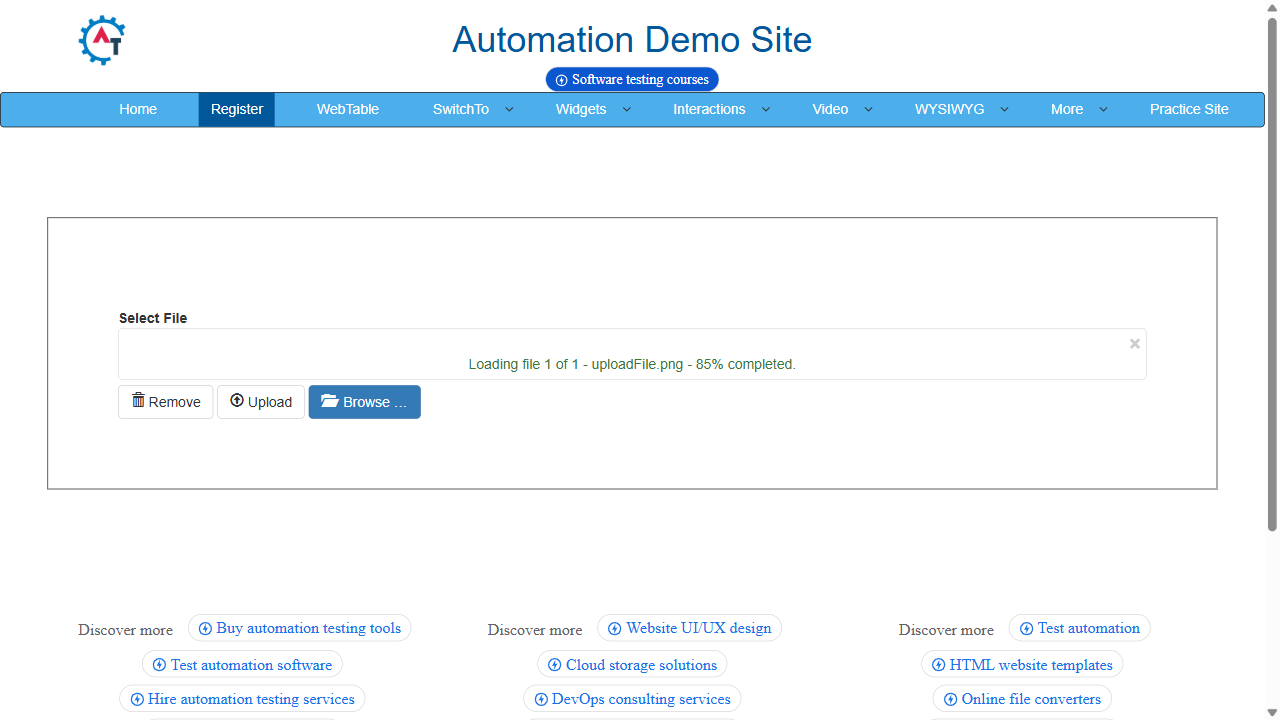 AT
Automation Demo Site
Software testing courses
Home Register WebTable SwitchTo Widgets Interactions Video WYSIWYG More Practice Site
Select File
×
Loading file 1 of 1 - uploadFile.png - 85% completed.
Remove Upload Browse ...
Discover more Buy automation testing tools
Test automation software
Hire automation testing services
Discover more Website UI/UX design
Cloud storage solutions
DevOps consulting services
Discover more Test automation
HTML website templates
Online file converters